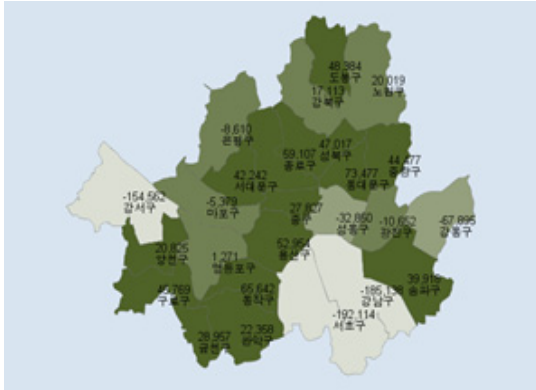 48,384
도봉구
20,019
노원구
17,113
강북구
-8,610
은평구
59,107
종로구
47,017
성북구
44,477
중랑구
42,242
서대문구
73,477
동대문구
-154,562
강서구
-5,379
마포구
27,827
중구
-32,850
성동구
-10,652
광진구
-67,895
강동구
20,825
양천구
1,271
영등포구
52,954
용산구
45,769
구로구
65,642
동작구
39,918
송파구
-185,138
강남구
-192,114
서초구
28,957
금천구
22,358
관악구